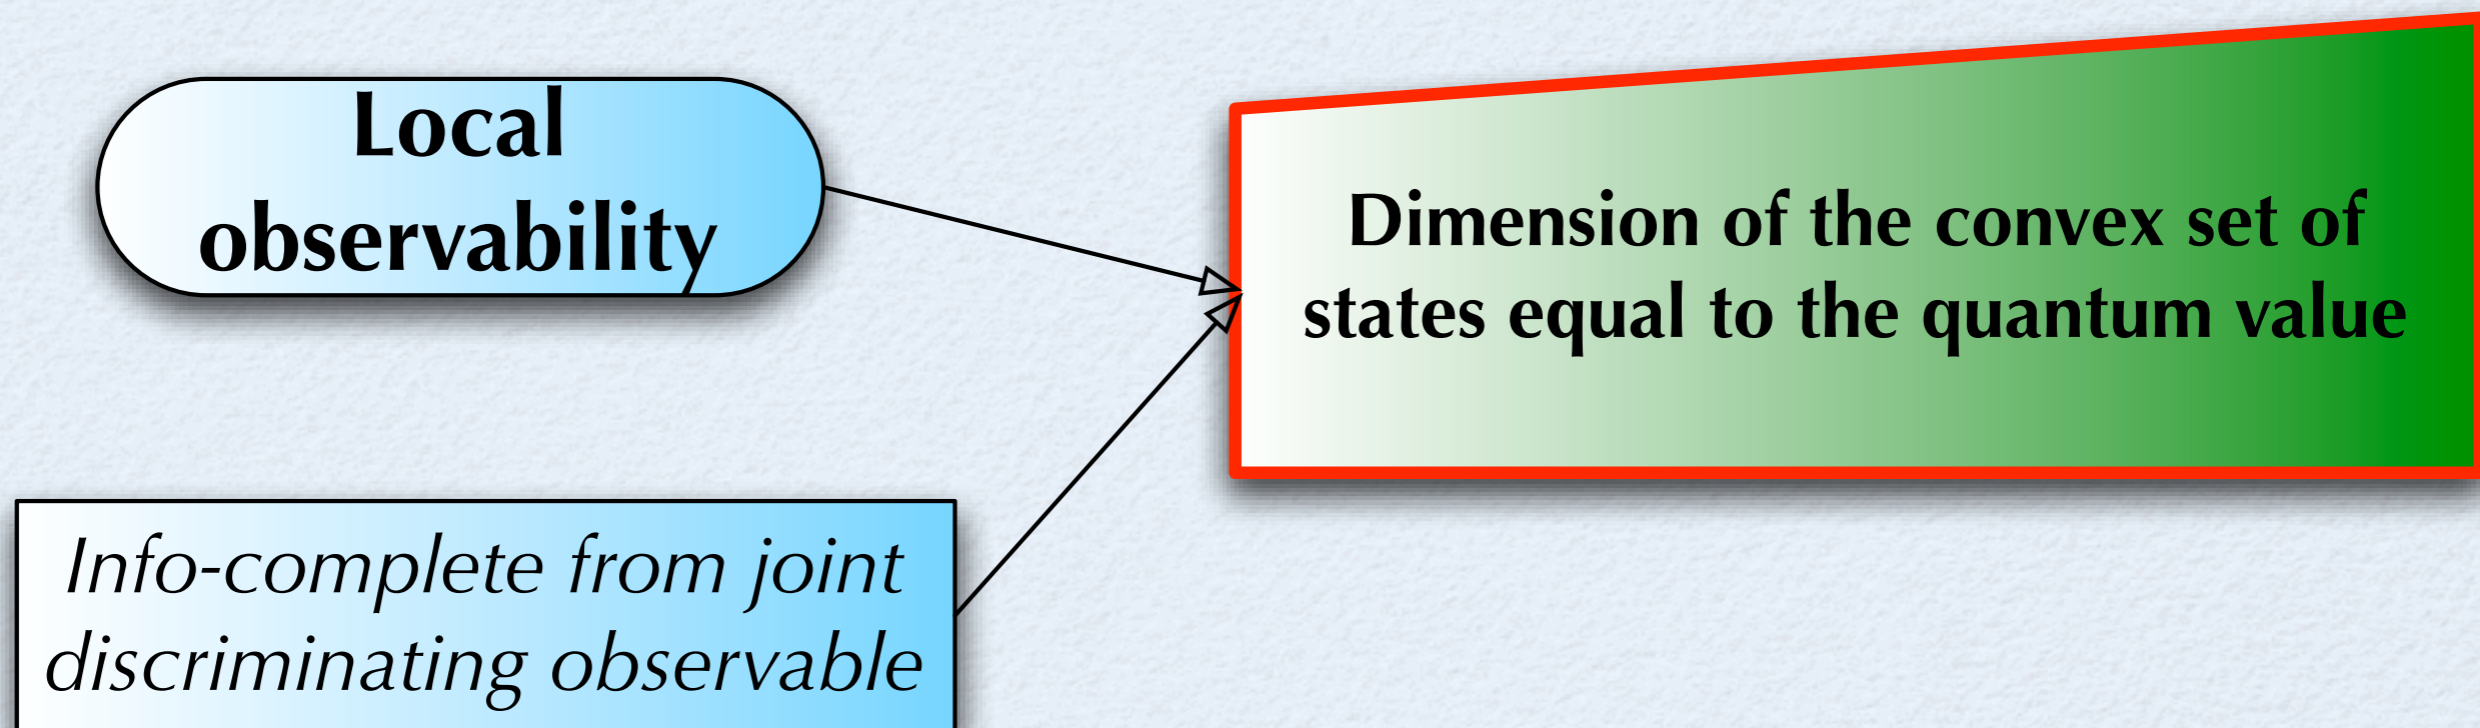 Local
observability
Dimension of the convex set of
states equal to the quantum value
Info-complete from joint
discriminating observable